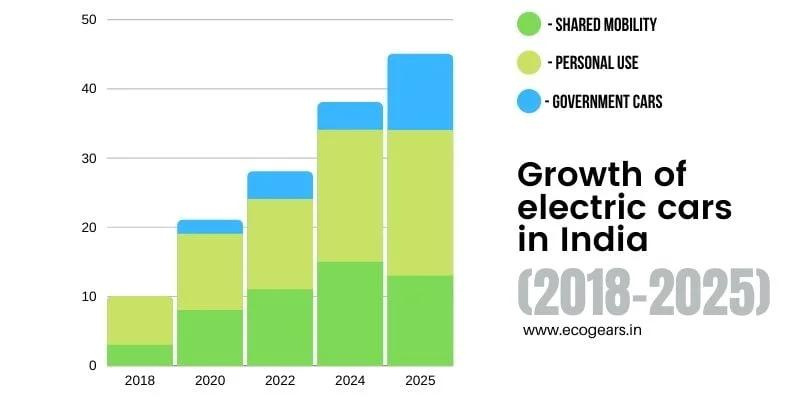 50
40
30
20
10
0
2018 2020 2022 2024 2025
- SHARED MOBILITY
- PERSONAL USE
- GOVERNMENT CARS
Growth of
electric cars
in India
(2018-2025)
www.ecogears.in